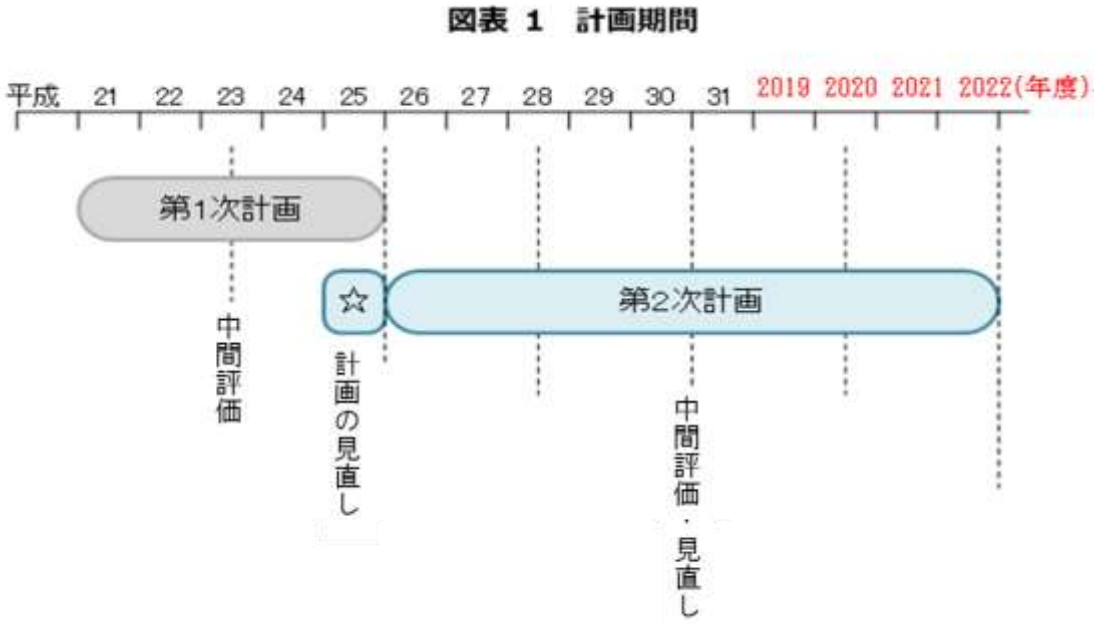 図表 1 計画期間
平成 21 22 23 24 25 26 27 28 29 30 31 2019 2020 2021 2022(年度)
第1次計画
☆ 第2次計画
中間評価
計画の見直し
中間評価・見直し